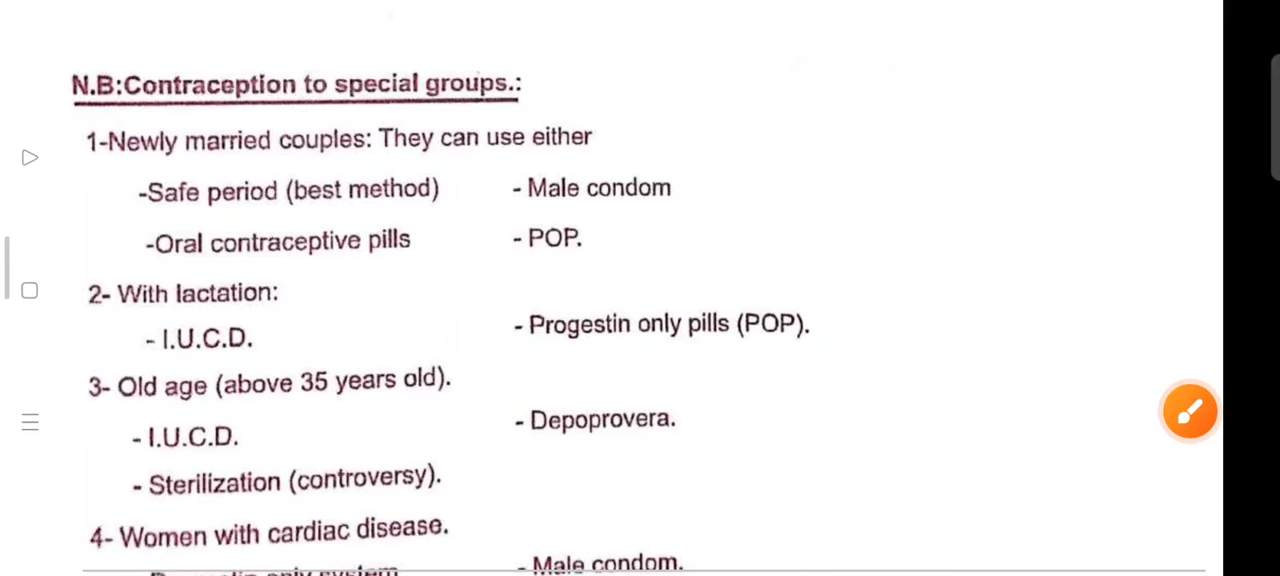 N.B:Contraception to special groups.:
1-Newly married couples: They can use either
-Safe period (best method) - Male condom
-Oral contraceptive pills - POP.
2- With lactation:
- I.U.C.D. - Progestin only pills (POP).
3- Old age (above 35 years old).
- I.U.C.D. - Depoprovera.
- Sterilization (controversy).
4- Women with cardiac disease.
only system - Male condom.